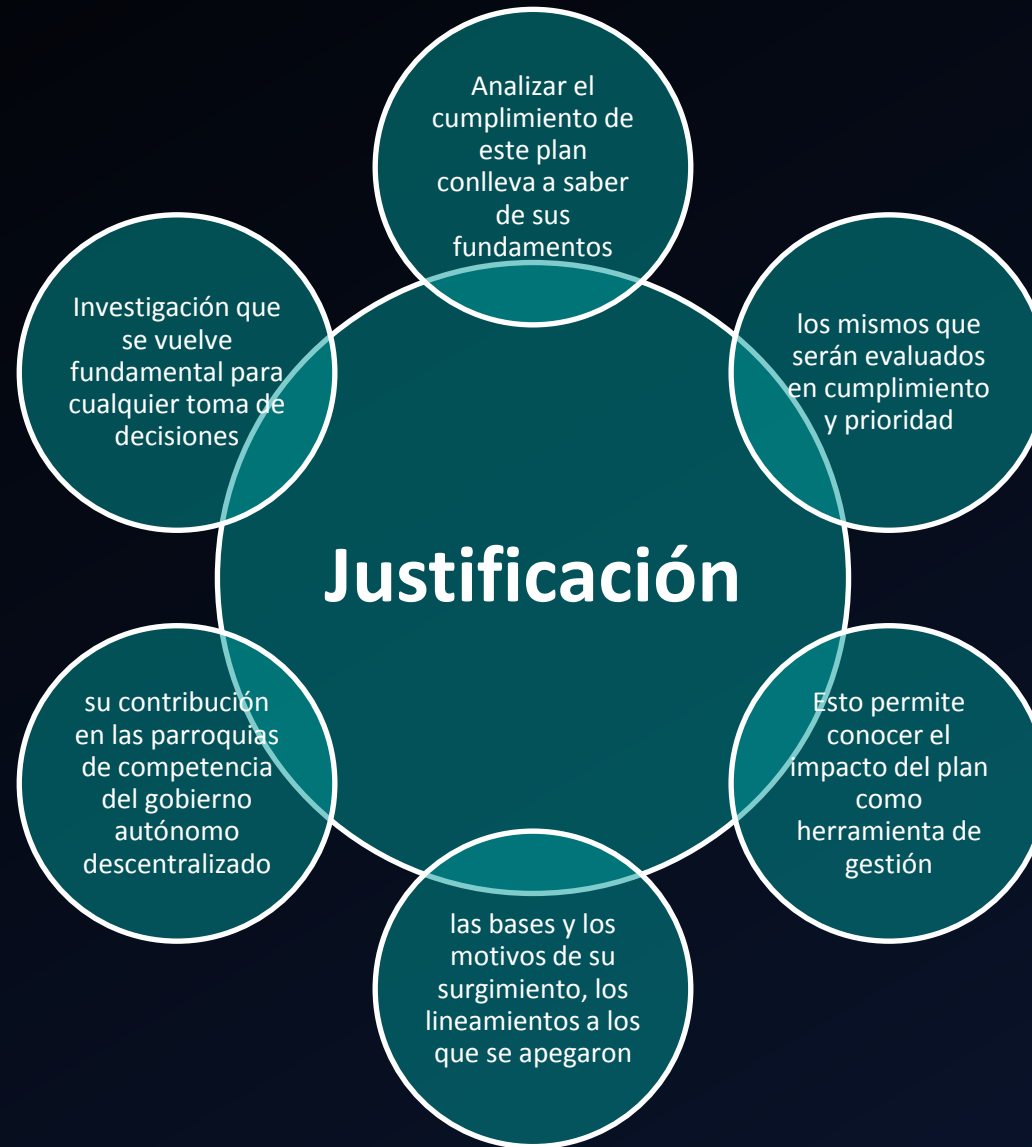 Analizar el
cumplimiento de
este plan
conlleva a saber
de sus
fundamentos
los mismos que
serán evaluados
en cumplimiento
y prioridad
Esto permite
conocer el
impacto del plan
como
herramienta de
gestión
las bases y los
motivos de su
surgimiento, los
lineamientos a los
que se apegaron
su contribución
en las parroquias
de competencia
del gobierno
autónomo
descentralizado
Investigación que
se vuelve
fundamental para
cualquier toma de
decisiones
Justificación